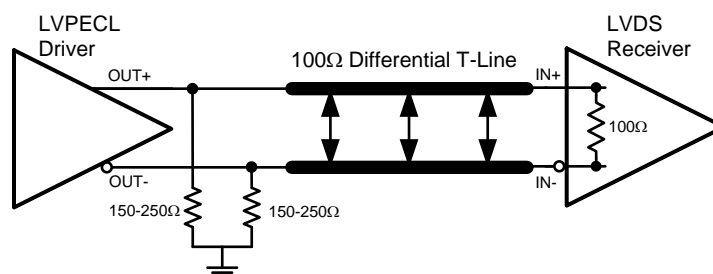 LVPECL
Driver
LVDS
Receiver
100Ω Differential T-Line
OUT+
IN+
100Ω
OUT-
IN-
150-250Ω
150-250Ω